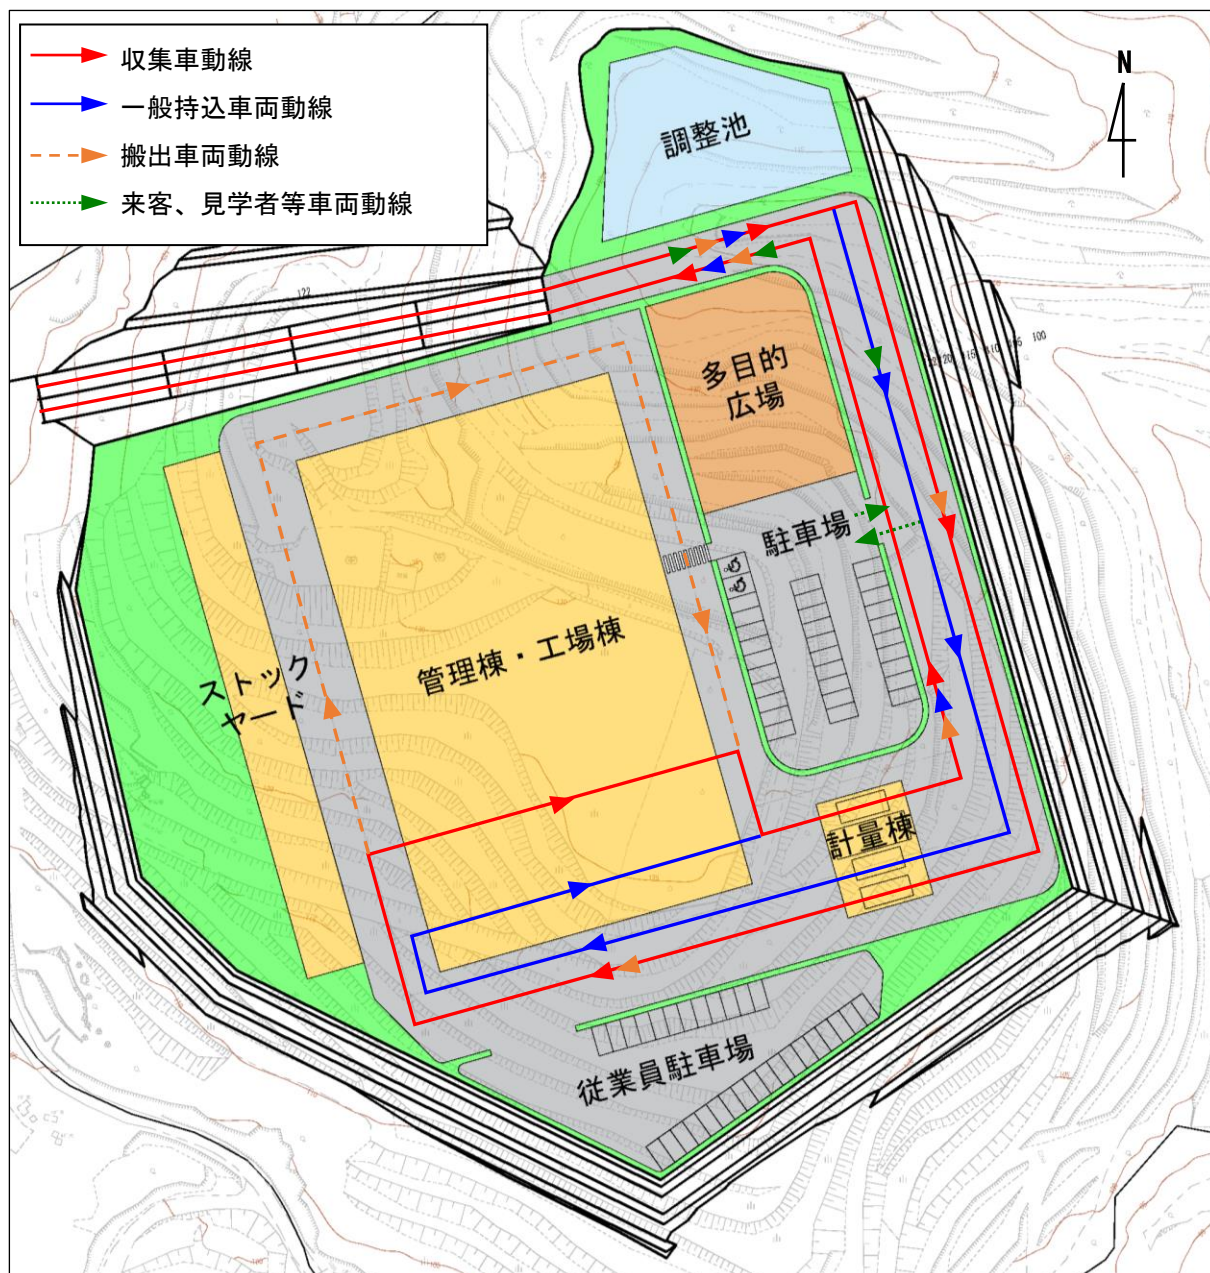 収集車動線
一般持込車両動線
搬出車両動線
来客、見学者等車両動線
N
調整池
122
100
多目的
広場
駐車場
管理棟・工場棟
ストック
ヤード
計量棟
従業員駐車場